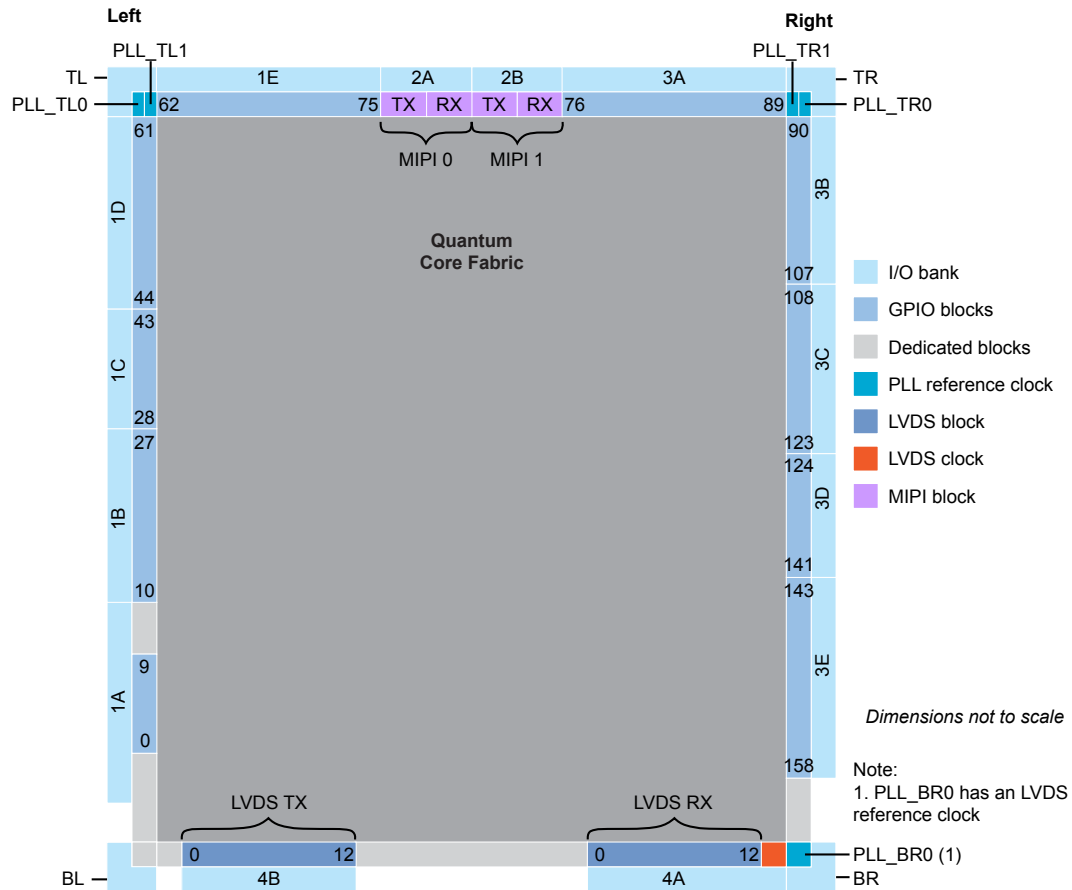 Left
Right
PLL_TL1
PLL_TR1
TL
1E
2A
2B
3A
TR
PLL_TL0
62
75
TX
RX
TX
RX
76
89
PLL_TR0
61
90
MIPI 0
MIPI 1
1D
3B
Quantum
Core Fabric
107
I/O bank
44
108
GPIO blocks
43
Dedicated blocks
1C
3C
PLL reference clock
28
LVDS block
27
123
LVDS clock
124
MIPI block
1B
3D
141
10
143
9
3E
1A
Dimensions not to scale
0
158
Note:
1. PLL_BR0 has an LVDS
reference clock
LVDS TX
LVDS RX
0
12
0
12
PLL_BR0 (1)
BL
4B
4A
BR